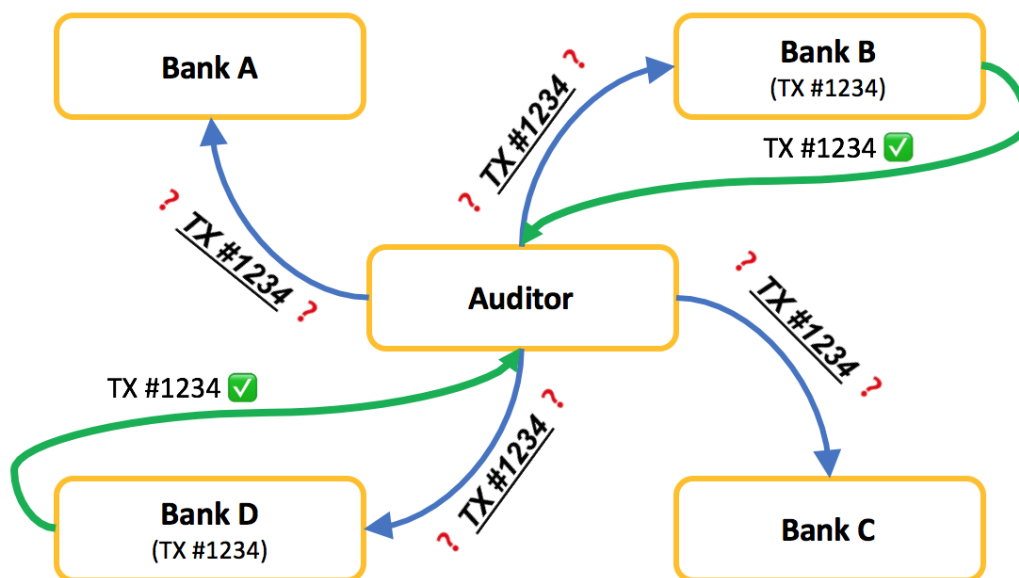 Bank A
Bank B
(TX #1234)
? TX #1234 ?
TX #1234 ✅
? TX #1234 ?
Auditor
? TX #1234 ?
TX #1234 ✅
? TX #1234 ?
Bank D
(TX #1234)
Bank C